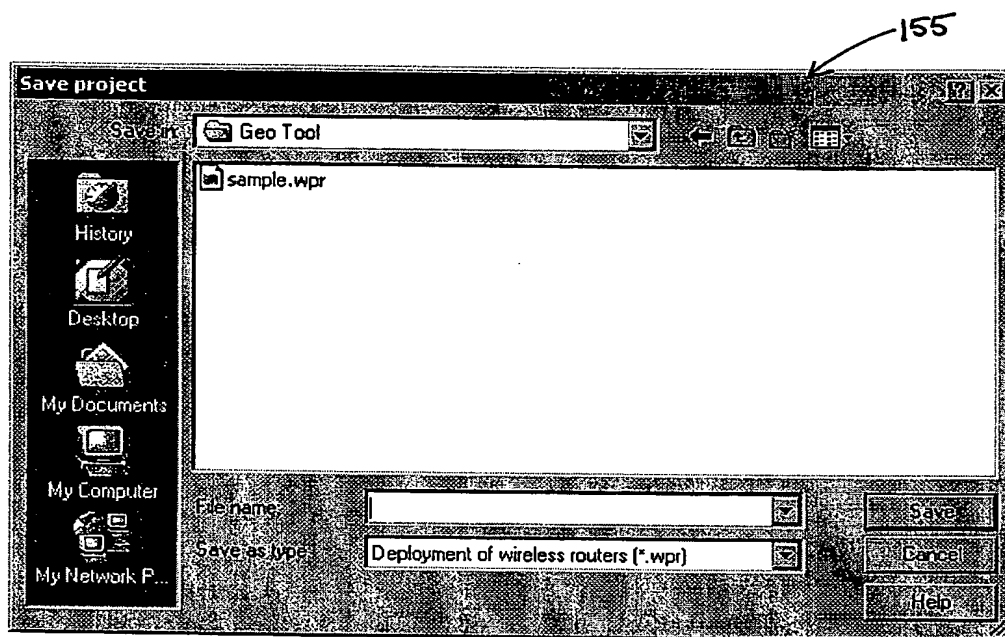 155
Save project
Save in:
Geo Tool
sample.wpr
History
Desktop
My Documents
My Computer
My Network P...
File name:
Save as type:
Deployment of wireless routers (*.wpr)
Save
Cancel
Help